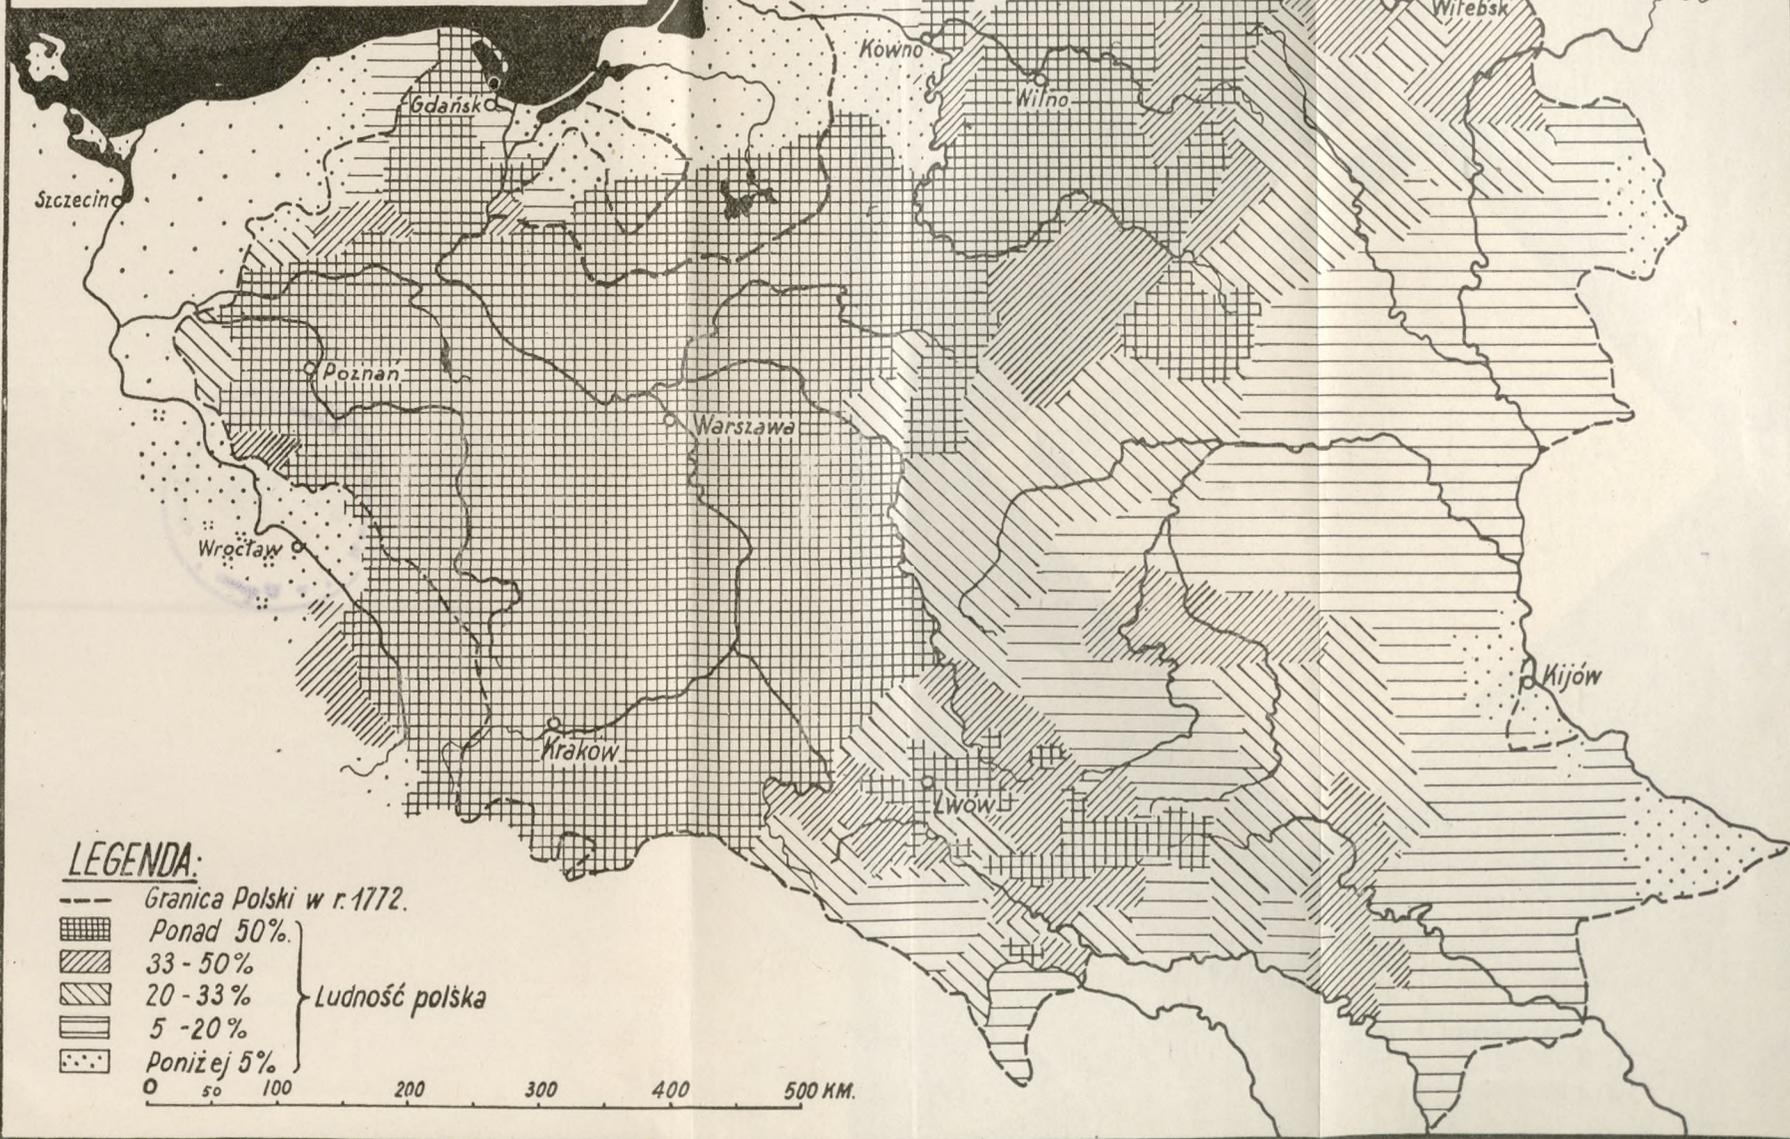 Witebsk
Kowno
Wilno
Gdańsk
Szczecin
Poznań
Warszawa
Wrocław
Kijów
Kraków
Lwów
LEGENDA:
Granica Polski w r. 1772.
Ponad 50%.
33-50%
20-33%
5-20%
Poniżej 5%
Ludność polska
0 50 100 200 300 400 500 KM.